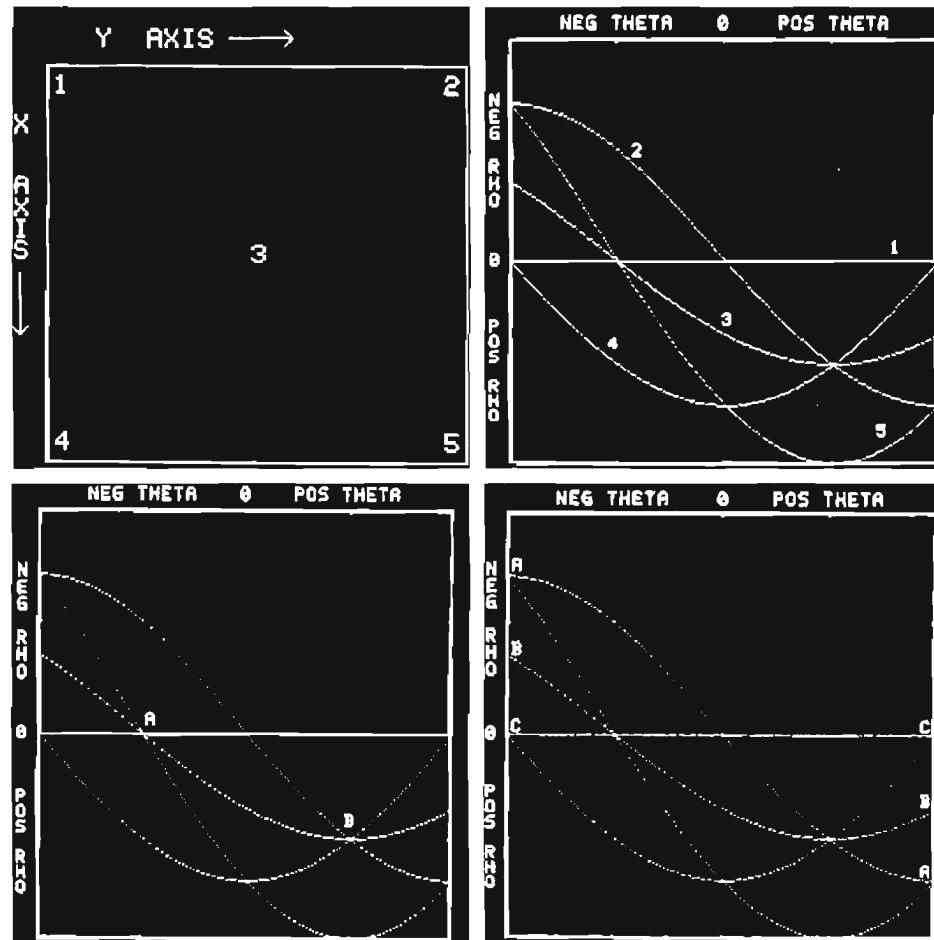 Y AXIS
1 2
X AXIS
3
4 5
NEG THETA 0 POS THETA
NEG RHO 0 POS RHO
2
1
3
4
5
NEG THETA 0 POS THETA
NEG RHO 0 POS RHO
A
B
NEG THETA 0 POS THETA
NEG RHO 0 POS RHO
A
B
C C
B
A